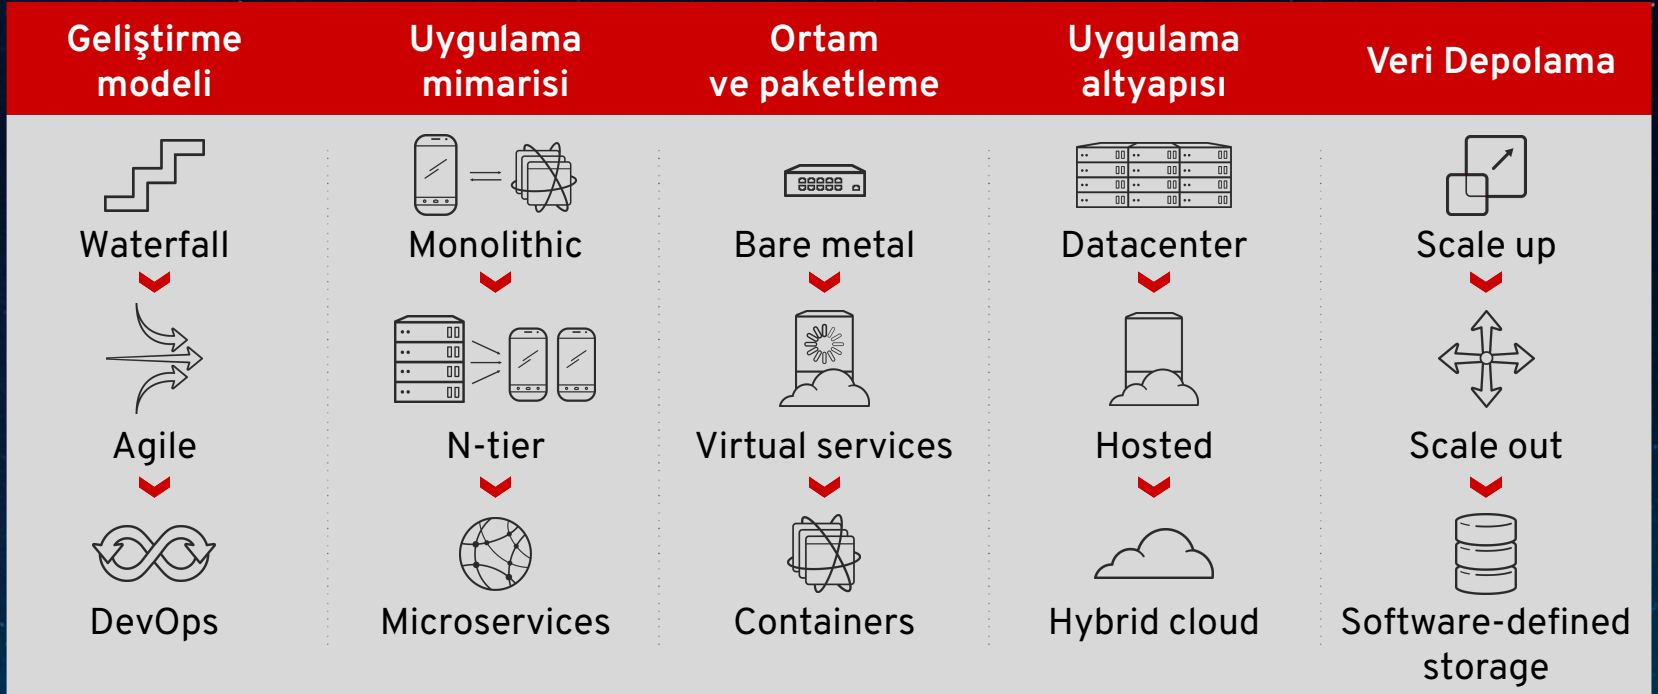 Geliştirme
modeli
Uygulama
mimarisi
Ortam
ve paketleme
Uygulama
altyapısı
Veri Depolama
Waterfall
Monolithic
Bare metal
Datacenter
Scale up
Agile
N-tier
Virtual services
Hosted
Scale out
DevOps
Microservices
Containers
Hybrid cloud
Software-defined
storage